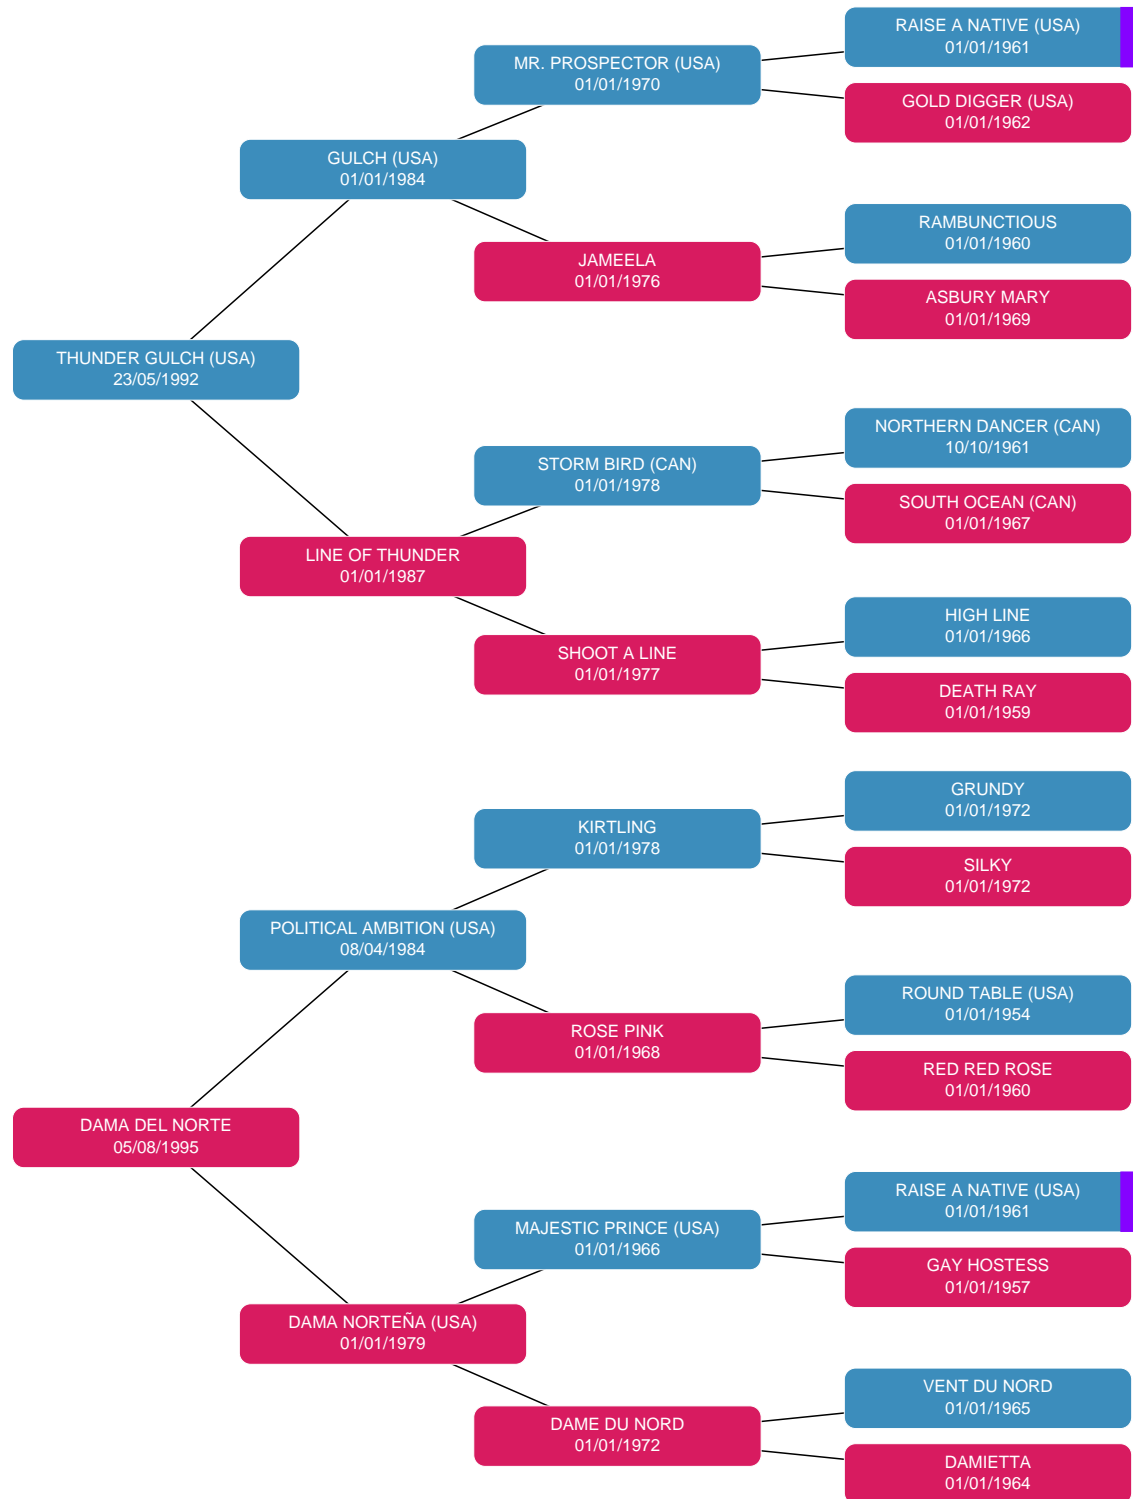 RAISE A NATIVE (USA)
01/01/1961
MR. PROSPECTOR (USA)
01/01/1970
GOLD DIGGER (USA)
01/01/1962
GULCH (USA)
01/01/1984
RAMBUNCTIOUS
01/01/1960
JAMEELA
01/01/1976
ASBURY MARY
01/01/1969
THUNDER GULCH (USA)
23/05/1992
NORTHERN DANCER (CAN)
10/10/1961
STORM BIRD (CAN)
01/01/1978
SOUTH OCEAN (CAN)
01/01/1967
LINE OF THUNDER
01/01/1987
HIGH LINE
01/01/1966
SHOOT A LINE
01/01/1977
DEATH RAY
01/01/1959
GRUNDY
01/01/1972
KIRTLING
01/01/1978
SILKY
01/01/1972
POLITICAL AMBITION (USA)
08/04/1984
ROUND TABLE (USA)
01/01/1954
ROSE PINK
01/01/1968
RED RED ROSE
01/01/1960
DAMA DEL NORTE
05/08/1995
RAISE A NATIVE (USA)
01/01/1961
MAJESTIC PRINCE (USA)
01/01/1966
GAY HOSTESS
01/01/1957
DAMA NORTEÑA (USA)
01/01/1979
VENT DU NORD
01/01/1965
DAME DU NORD
01/01/1972
DAMIETTA
01/01/1964